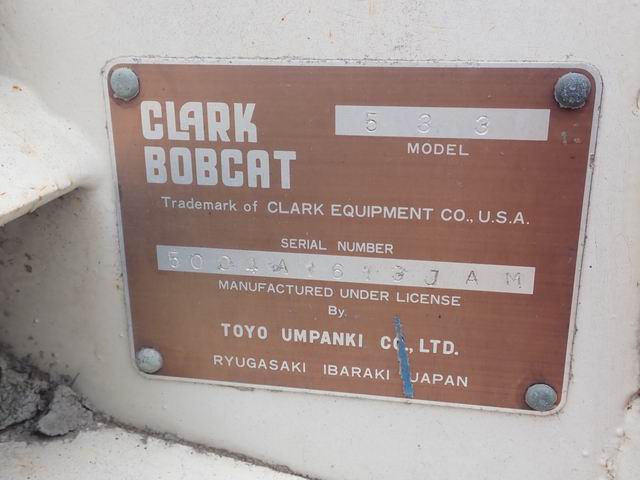 CLARK
BOBCAT
533
MODEL
Trademark of CLARK EQUIPMENT CO., U.S.A.
SERIAL NUMBER
MANUFACTURED UNDER LICENSE
By
TOYO UMPANKI CO., LTD.
RYUGASAKI IBARAKI JAPAN